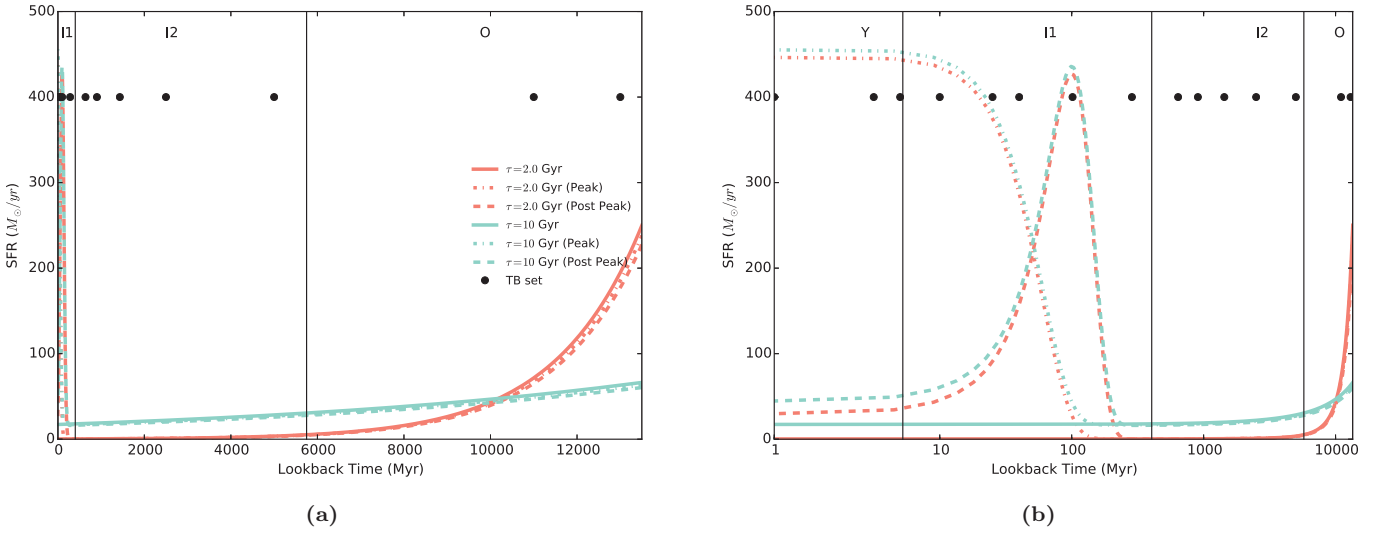 500
I1
I2
O
400
300
200
100
0
SFR (M⊙/yr)
τ=2.0 Gyr
τ=2.0 Gyr (Peak)
τ=2.0 Gyr (Post Peak)
τ=10 Gyr
τ=10 Gyr (Peak)
τ=10 Gyr (Post Peak)
TB set
0 2000 4000 6000 8000 10000 12000
Lookback Time (Myr)
(a)
500
Y
I1
I2
O
400
300
200
100
0
SFR (M⊙/yr)
1 10 100 1000 10000
Lookback Time (Myr)
(b)